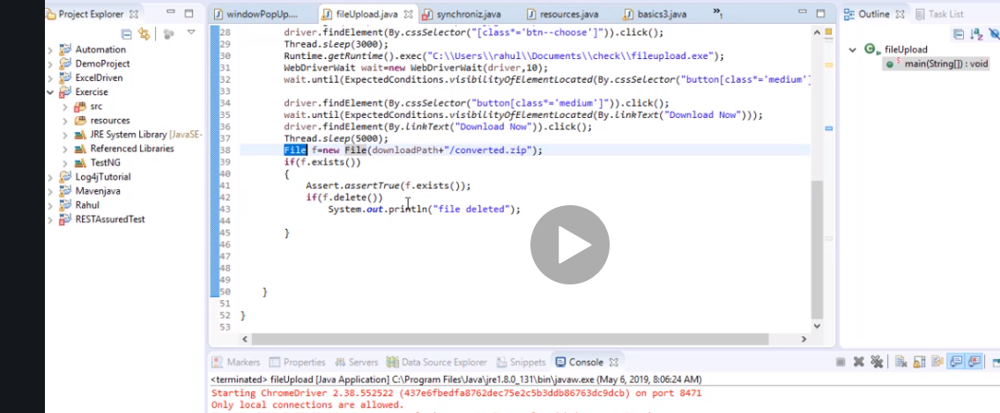 Project Explorer
Automation
DemoProject
ExcelDriven
Exercise
src
resources
JRE System Library [JavaSE-
Referenced Libraries
TestNG
Log4jTutorial
Mavenjava
Rahul
RESTAssuredTest
windowPopUp.... fileUpload.java synchroniz.java resources.java basics3.java »1
28 driver.findElement(By.cssSelector("[class*='btn--choose']")).click();
29 Thread.sleep(3000);
30 Runtime.getRuntime().exec("C:\\Users\\rahul\\Documents\\check\\fileupload.exe");
31 WebDriverWait wait=new WebDriverWait(driver,10);
32 wait.until(ExpectedConditions.visibilityOfElementLocated(By.cssSelector("button[class*='medium']
33
34 driver.findElement(By.cssSelector("button[class*='medium']")).click();
35 wait.until(ExpectedConditions.visibilityOfElementLocated(By.linkText("Download Now")));
36 driver.findElement(By.linkText("Download Now")).click();
37 Thread.sleep(5000);
38 File f=new File(downloadPath+"/converted.zip");
39 if(f.exists())
40 {
41 Assert.assertTrue(f.exists());
42 if(f.delete())
43 System.out.println("file deleted");
44
45 }
46
47
48
49
50 }
51
52 }
53
Outline Task List
fileUpload
main(String[]) : void
Markers Properties Servers Data Source Explorer Snippets Console
<terminated> fileUpload [Java Application] C:\Program Files\Java\jre1.8.0_131\bin\javaw.exe (May 6, 2019, 8:06:24 AM)
Starting ChromeDriver 2.38.552522 (437e6fbedfa8762dec75e2c5b3ddb86763dc9dcb) on port 8471
Only local connections are allowed.